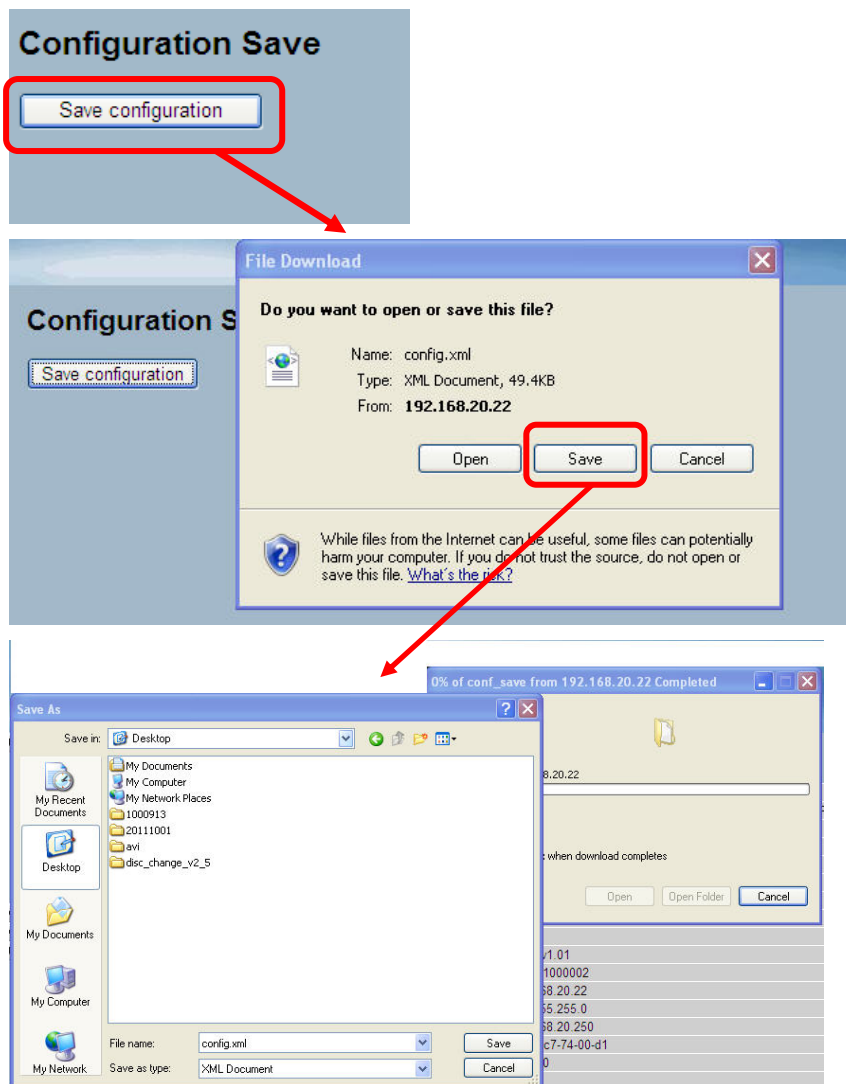 Configuration Save
Save configuration
File Download
Configuration S
Save configuration
Do you want to open or save this file?
Name: config.xml
Type: XML Document, 49.4KB
From: 192.168.20.22
Open Save Cancel
While files from the Internet can be useful, some files can potentially
harm your computer. If you do not trust the source, do not open or
save this file. What's the risk?
0% of conf_save from 192.168.20.22 Completed
Save As
Save in: Desktop
My Recent
Documents
Desktop
My Documents
My Computer
My Network
My Documents
My Computer
My Network Places
1000913
20111001
avi
disc_change_v2_5
File name: config.xml Save
Save as type: XML Document Cancel
8.20.22
when download completes
Open Open Folder Cancel
v1.01
1000002
68.20.22
55.255.0
68.20.250
c7-74-00-d1
0